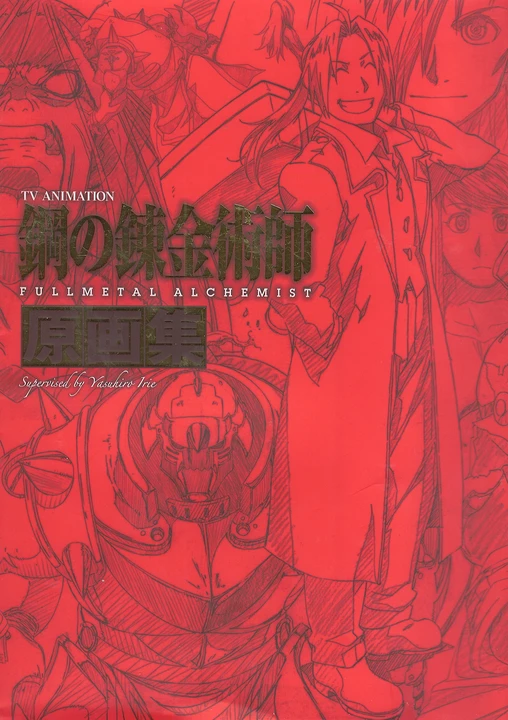 TV ANIMATION
鋼の錬金術師
FULLMETAL ALCHEMIST
原画集
Supervised by Yasuhiro Irie